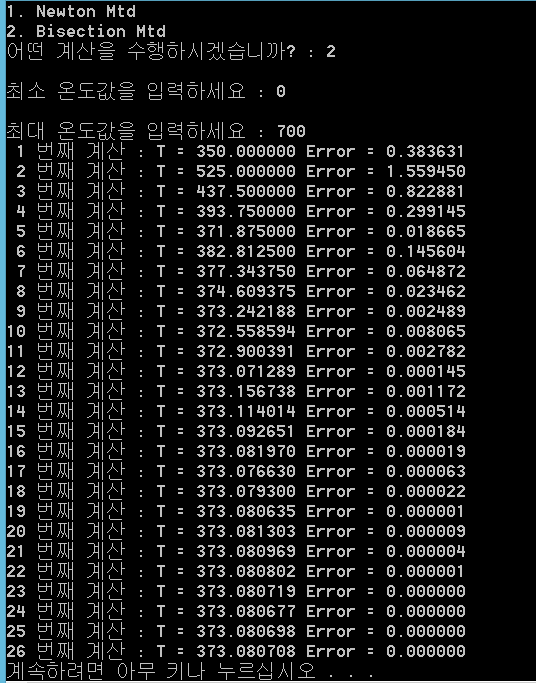 1. Newton Mtd
2. Bisection Mtd
어떤 계산을 수행하시겠습니까? : 2
최소 온도값을 입력하세요 : 0
최대 온도값을 입력하세요 : 700
1 번째 계산 : T = 350.000000 Error = 0.383631
2 번째 계산 : T = 525.000000 Error = 1.559450
3 번째 계산 : T = 437.500000 Error = 0.822881
4 번째 계산 : T = 393.750000 Error = 0.299145
5 번째 계산 : T = 371.875000 Error = 0.018665
6 번째 계산 : T = 382.812500 Error = 0.145604
7 번째 계산 : T = 377.343750 Error = 0.064872
8 번째 계산 : T = 374.609375 Error = 0.023462
9 번째 계산 : T = 373.242188 Error = 0.002489
10 번째 계산 : T = 372.558594 Error = 0.008065
11 번째 계산 : T = 372.900391 Error = 0.002782
12 번째 계산 : T = 373.071289 Error = 0.000145
13 번째 계산 : T = 373.156738 Error = 0.001172
14 번째 계산 : T = 373.114014 Error = 0.000514
15 번째 계산 : T = 373.092651 Error = 0.000184
16 번째 계산 : T = 373.081970 Error = 0.000019
17 번째 계산 : T = 373.076630 Error = 0.000063
18 번째 계산 : T = 373.079300 Error = 0.000022
19 번째 계산 : T = 373.080635 Error = 0.000001
20 번째 계산 : T = 373.081303 Error = 0.000009
21 번째 계산 : T = 373.080969 Error = 0.000004
22 번째 계산 : T = 373.080802 Error = 0.000001
23 번째 계산 : T = 373.080719 Error = 0.000000
24 번째 계산 : T = 373.080677 Error = 0.000000
25 번째 계산 : T = 373.080698 Error = 0.000000
26 번째 계산 : T = 373.080708 Error = 0.000000
계속하려면 아무 키나 누르십시오 . . .